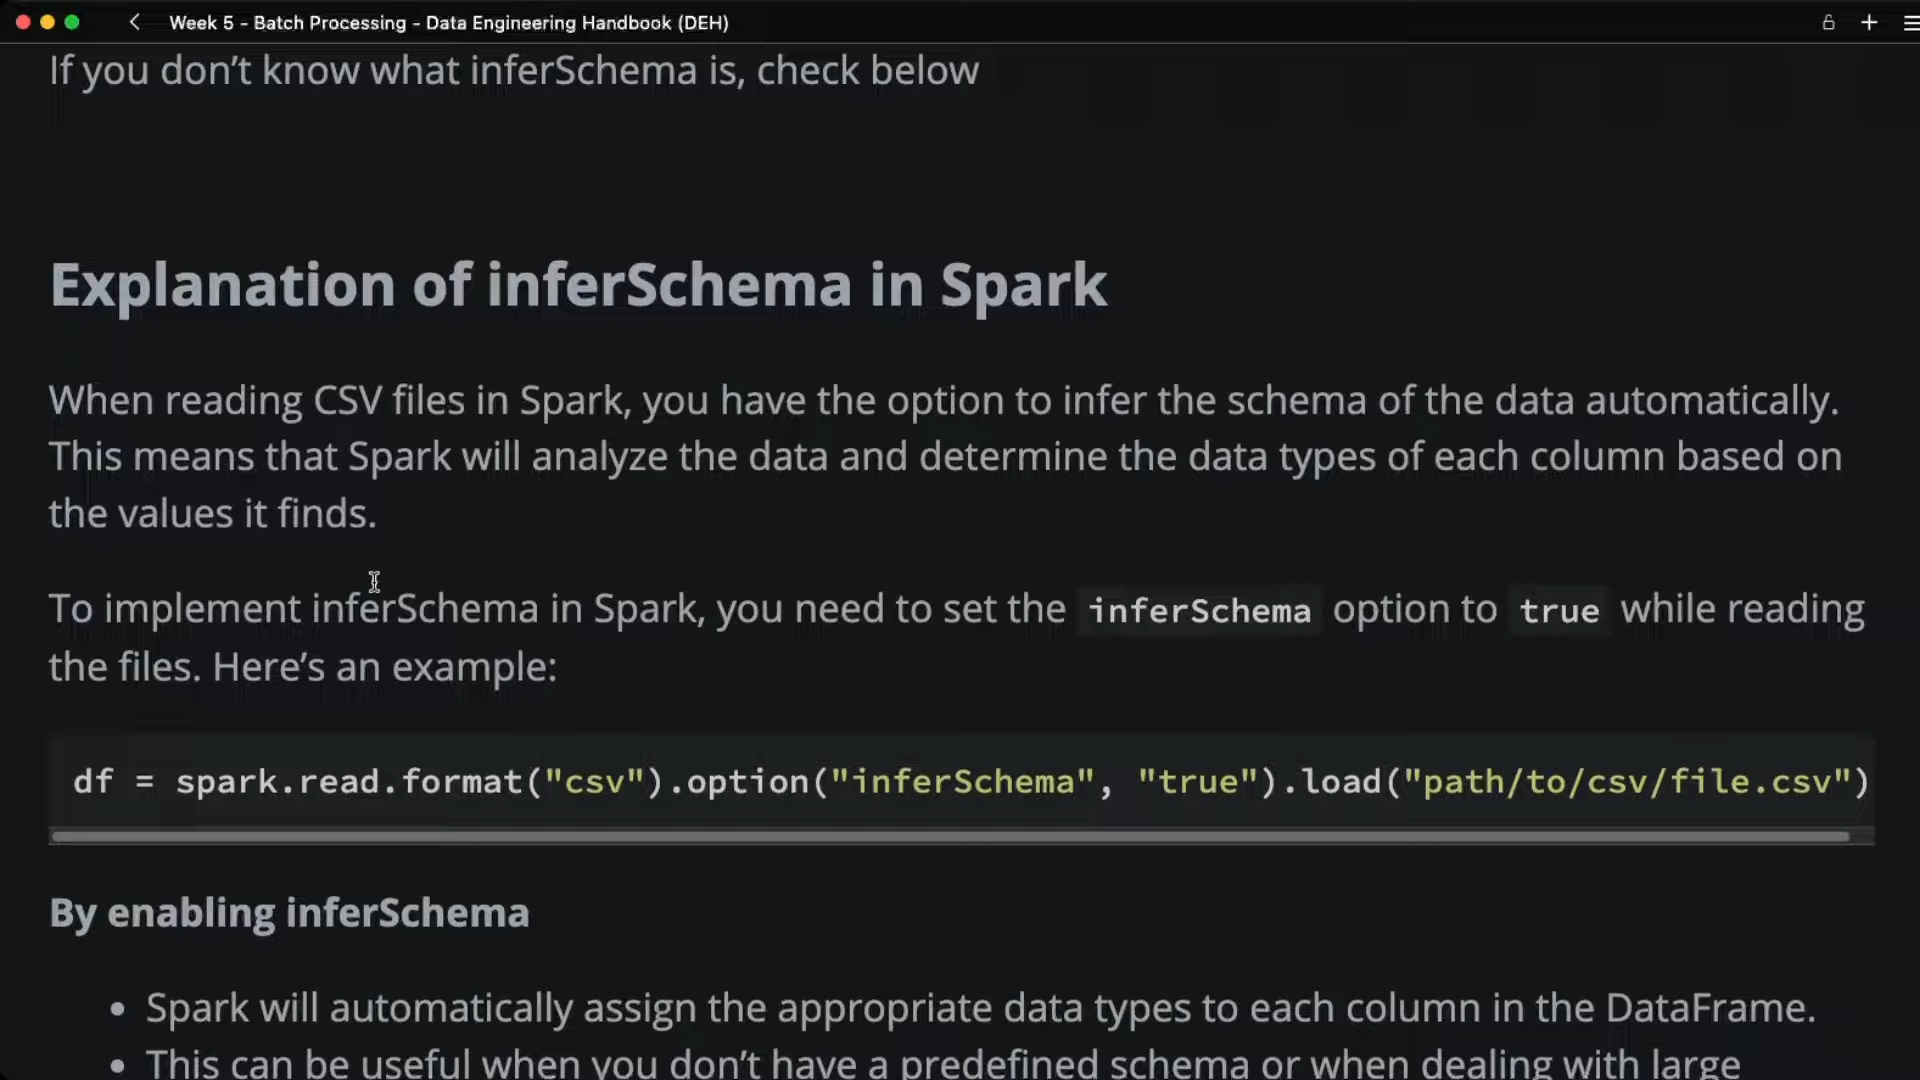 Week 5 - Batch Processing - Data Engineering Handbook (DEH)
If you don’t know what inferSchema is, check below
Explanation of inferSchema in Spark
When reading CSV files in Spark, you have the option to infer the schema of the data automatically.
This means that Spark will analyze the data and determine the data types of each column based on
the values it finds.
To implement inferSchema in Spark, you need to set the inferSchema option to true while reading
the files. Here’s an example:
df = spark.read.format("csv").option("inferSchema", "true").load("path/to/csv/file.csv")
By enabling inferSchema
• Spark will automatically assign the appropriate data types to each column in the DataFrame.
• This can be useful when you don’t have a predefined schema or when dealing with large